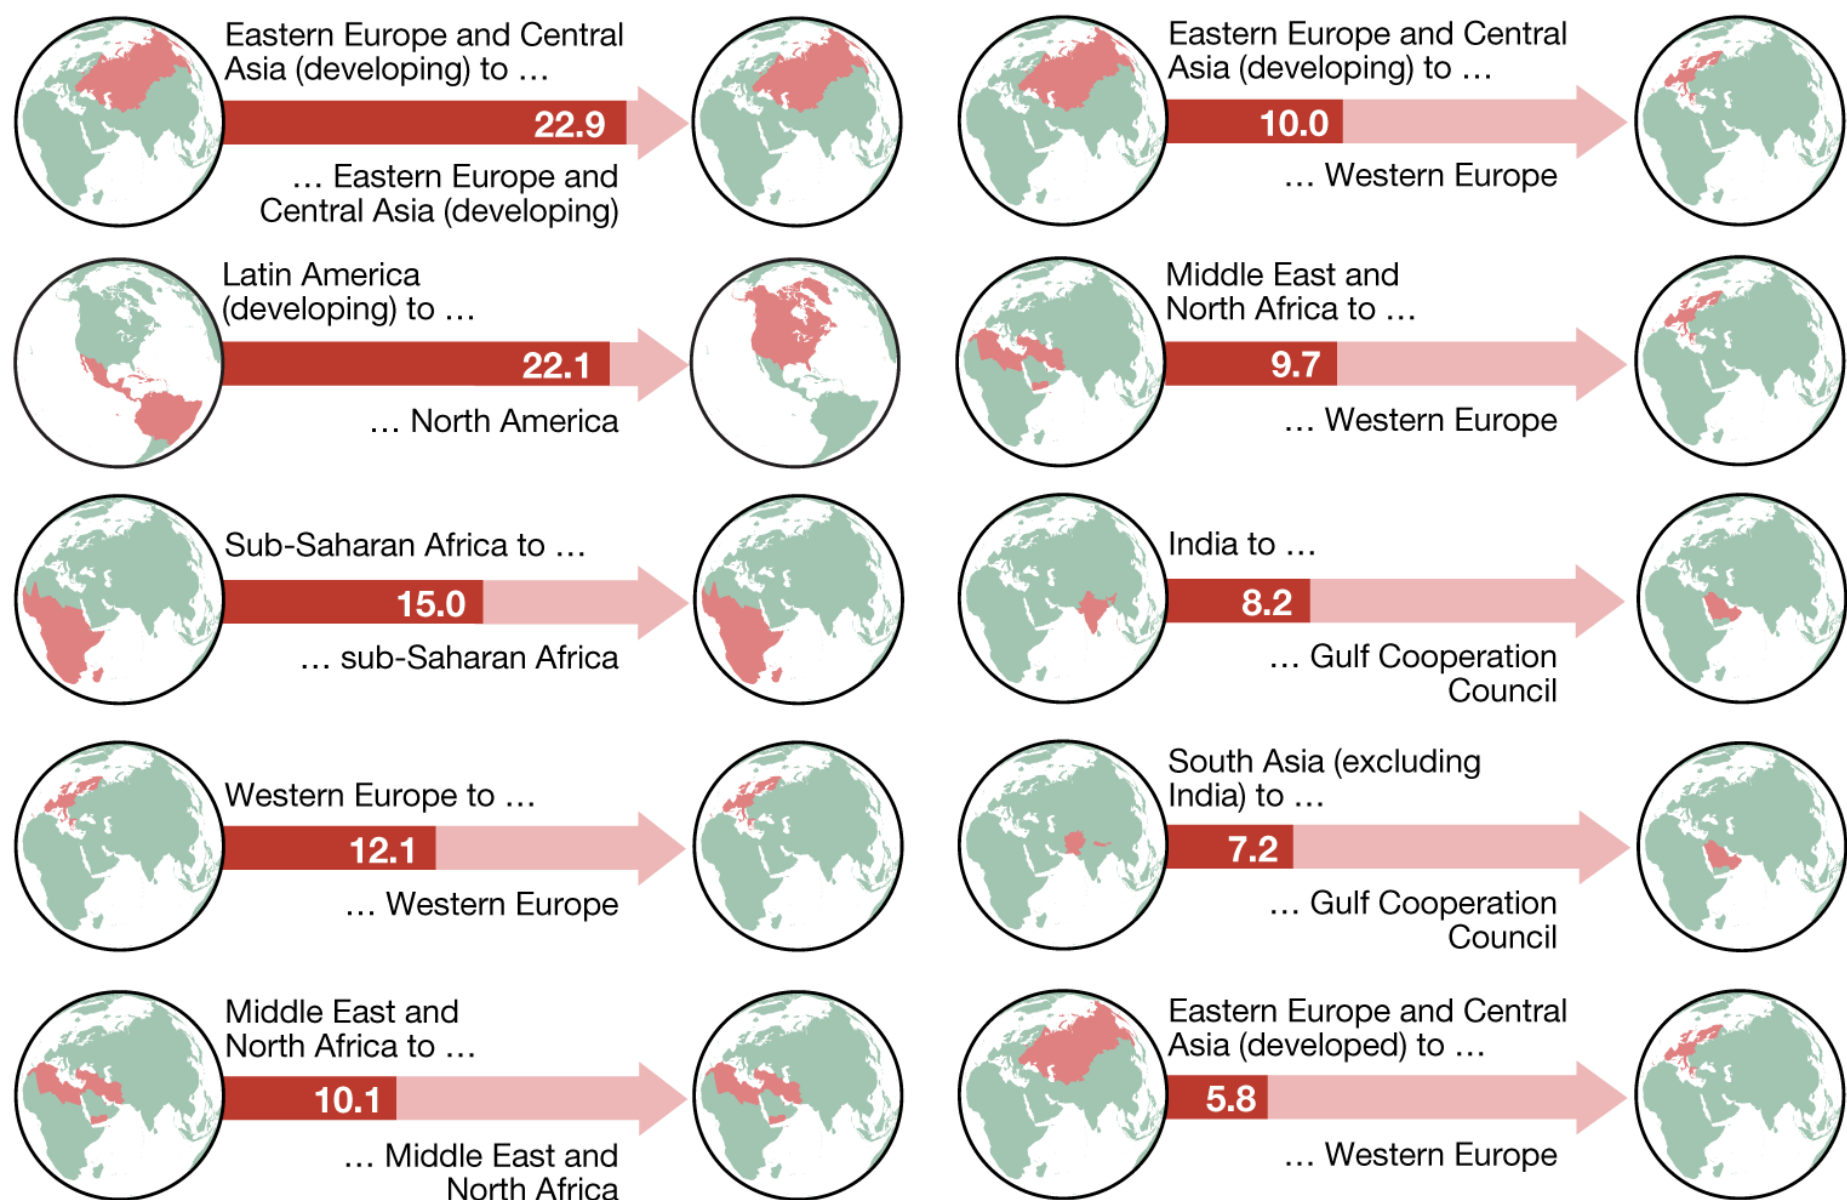 Eastern Europe and Central
Asia (developing) to …
22.9
… Eastern Europe and
Central Asia (developing)
Latin America
(developing) to …
22.1
… North America
Sub-Saharan Africa to …
15.0
… sub-Saharan Africa
Western Europe to …
12.1
… Western Europe
Middle East and
North Africa to …
10.1
… Middle East and
North Africa
Eastern Europe and Central
Asia (developing) to …
10.0
… Western Europe
Middle East and
North Africa to …
9.7
… Western Europe
India to …
8.2
… Gulf Cooperation
Council
South Asia (excluding
India) to …
7.2
… Gulf Cooperation
Council
Eastern Europe and Central
Asia (developed) to …
5.8
… Western Europe